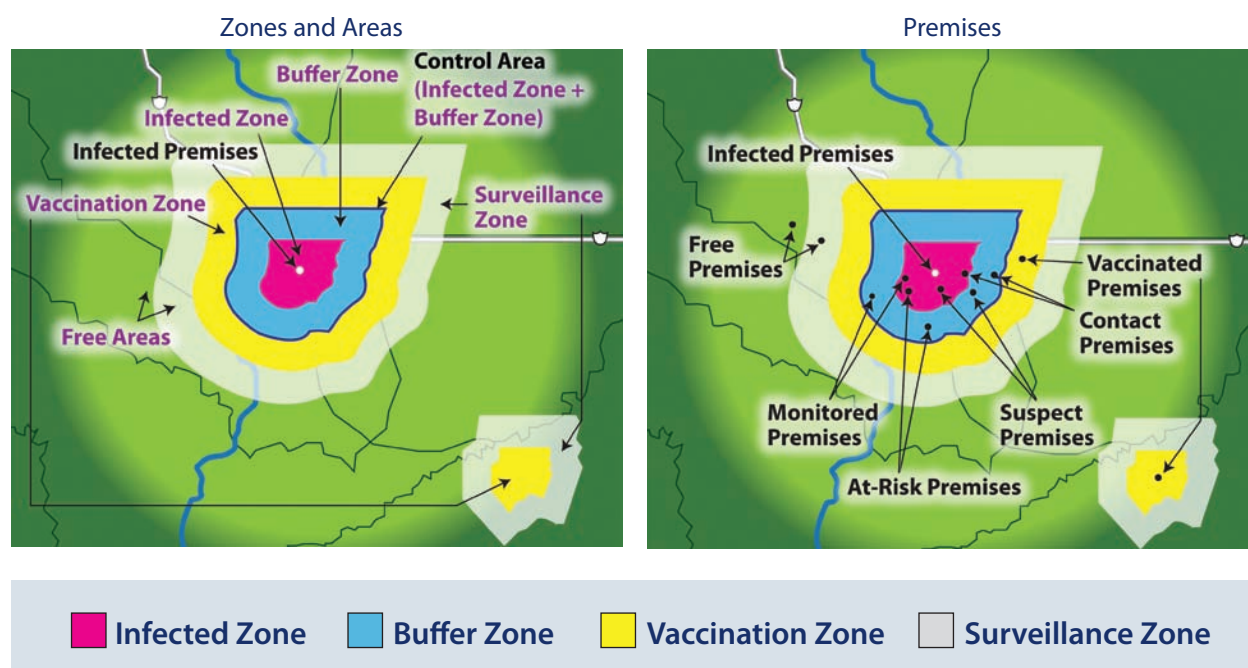 Zones and Areas
Buffer Zone
Control Area
(Infected Zone +
Buffer Zone)
Infected Zone
Infected Premises
Vaccination Zone
Surveillance
Zone
Free Areas
Premises
Infected Premises
Free
Premises
Vaccinated
Premises
Contact
Premises
Monitored
Premises
Suspect
Premises
At-Risk Premises
Infected Zone
Buffer Zone
Vaccination Zone
Surveillance Zone